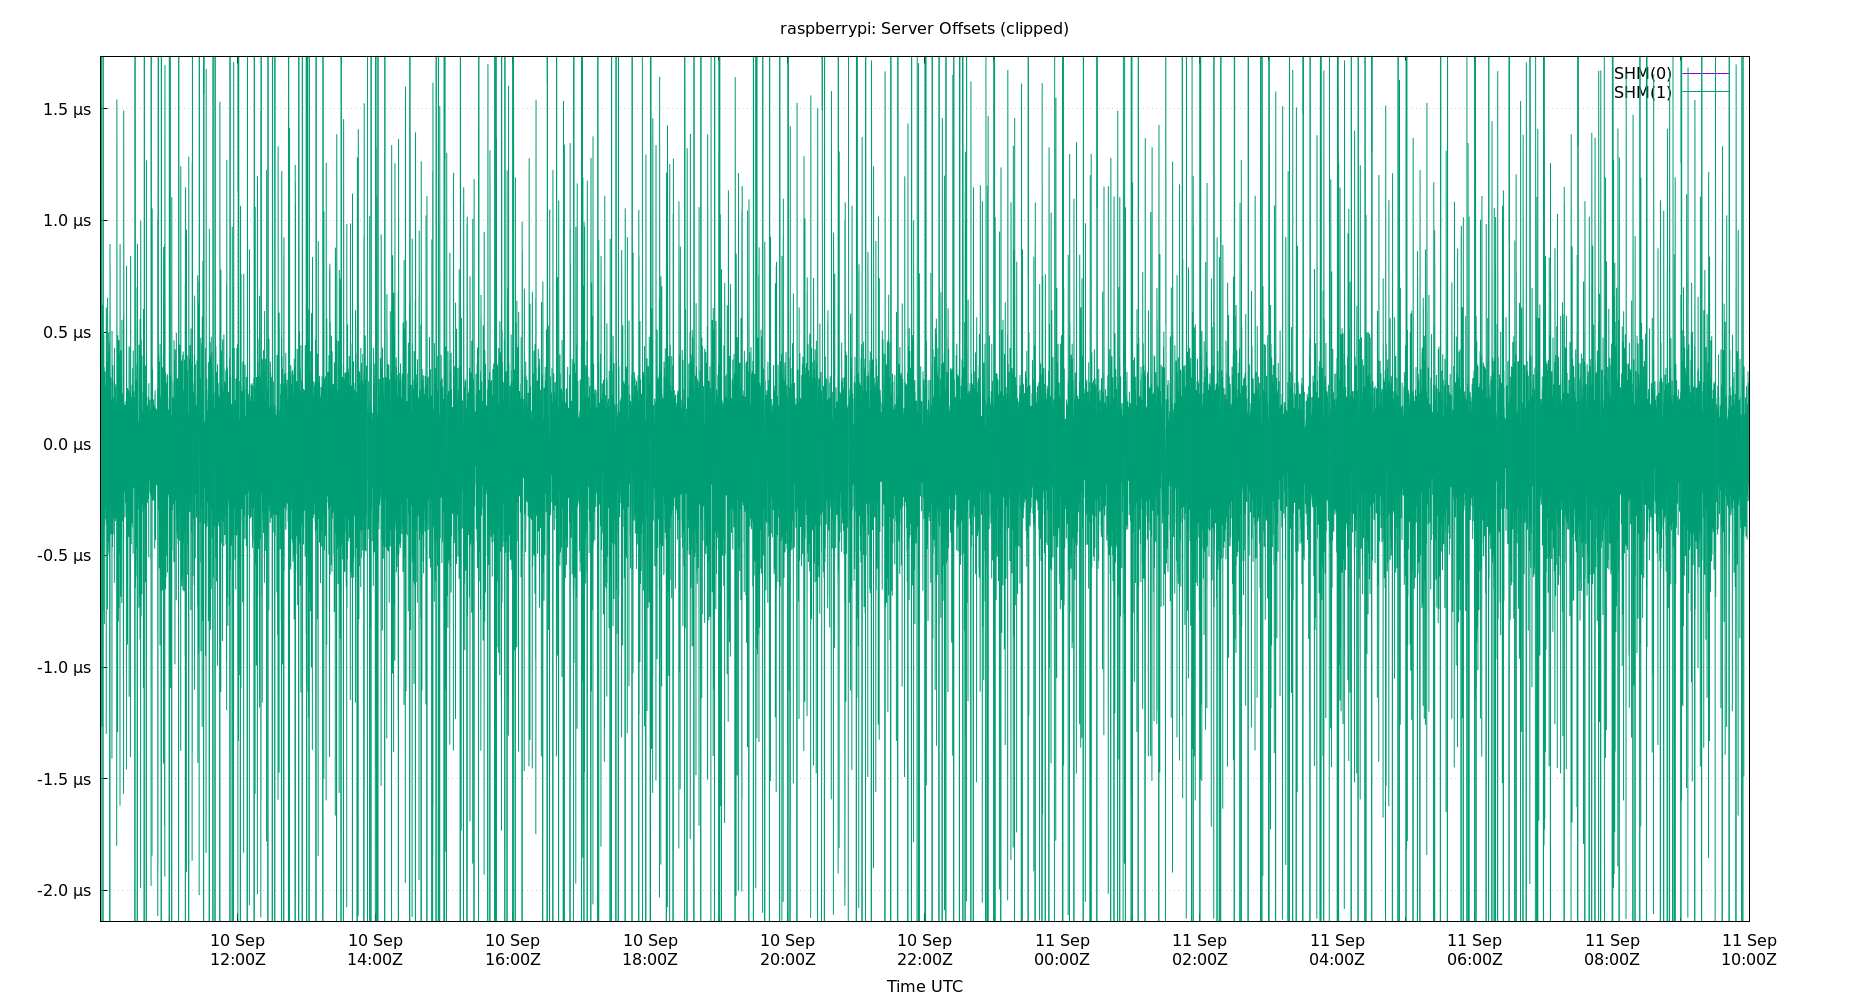 raspberrypi: Server Offsets (clipped)
SHM(0)
SHM(1)
1.5 µs
1.0 µs
0.5 µs
0.0 µs
-0.5 µs
-1.0 µs
-1.5 µs
-2.0 µs
10 Sep 10 Sep 10 Sep 10 Sep 10 Sep 10 Sep 11 Sep 11 Sep 11 Sep 11 Sep 11 Sep 11 Sep
12:00Z 14:00Z 16:00Z 18:00Z 20:00Z 22:00Z 00:00Z 02:00Z 04:00Z 06:00Z 08:00Z 10:00Z
Time UTC